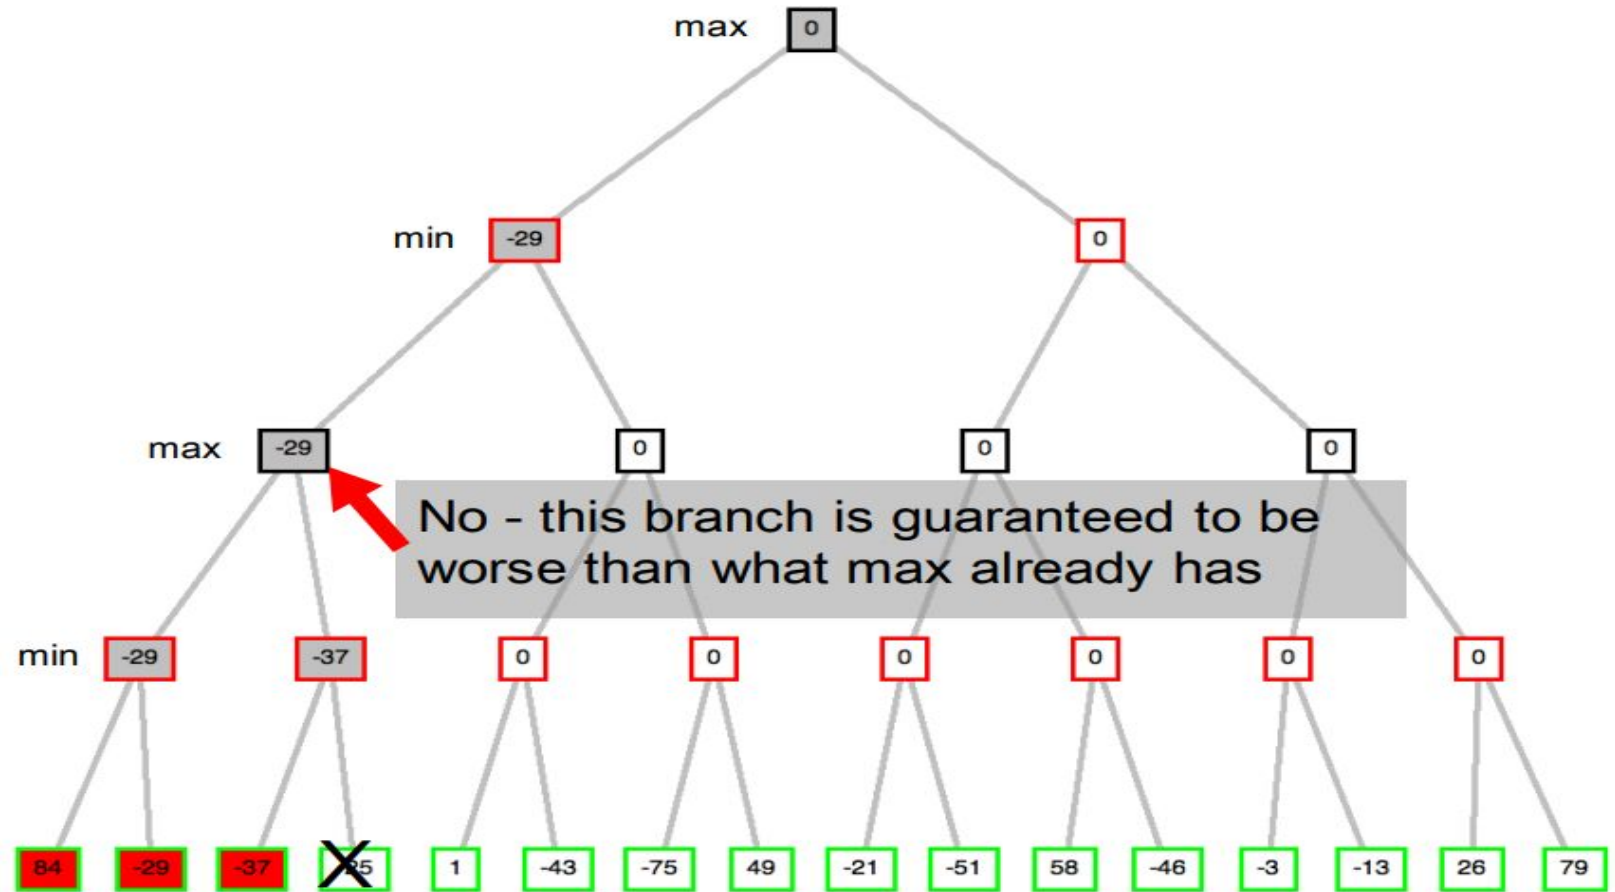 max 0
min -29 0
max -29 0 0 0
No - this branch is guaranteed to be
worse than what max already has
min -29 -37 0 0 0 0 0 0
84 -29 -37 1 -43 -75 49 -21 -51 58 -46 -3 -13 26 79